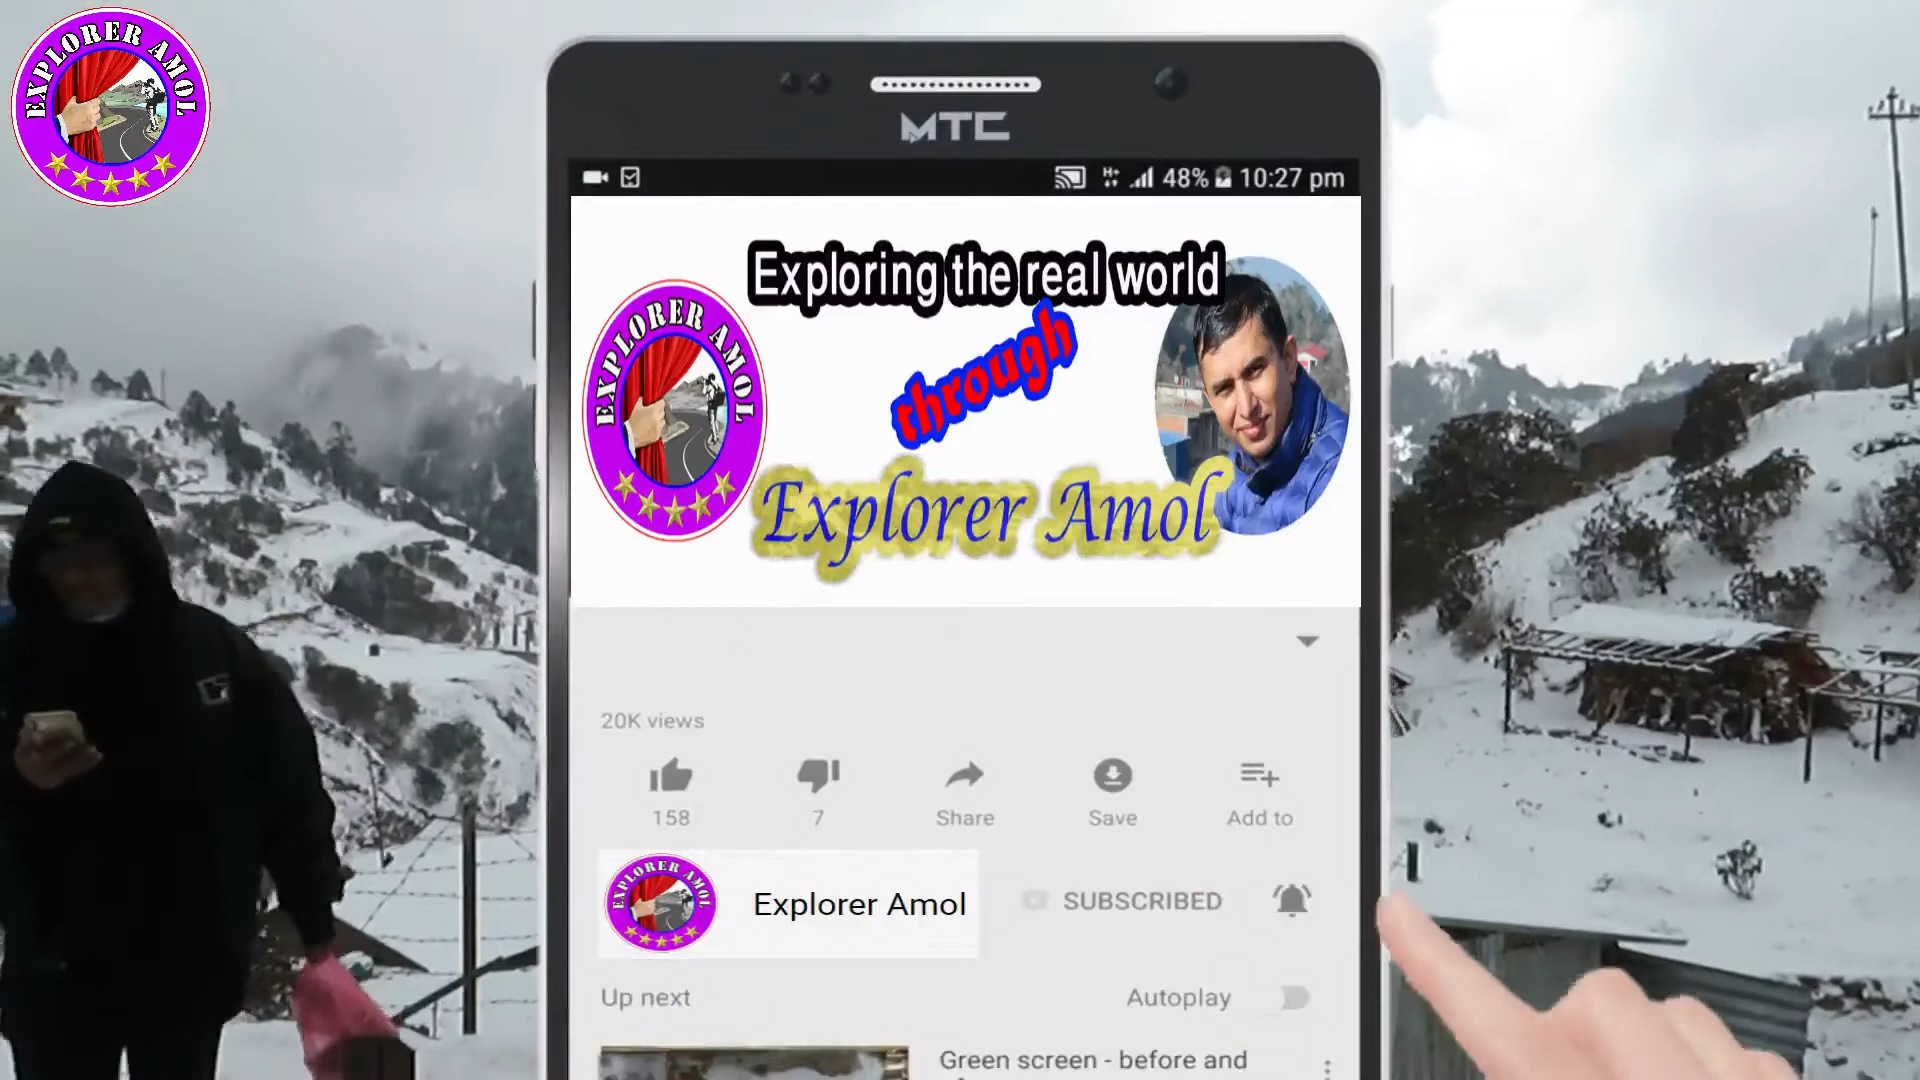 EXPLORER AMOL
MTC
48% 10:27 pm
Exploring the real world
through
Explorer Amol
EXPLORER AMOL
20K views
158
7
Share
Save
Add to
EXPLORER AMOL
Explorer Amol
SUBSCRIBED
Up next
Autoplay
Green screen - before and